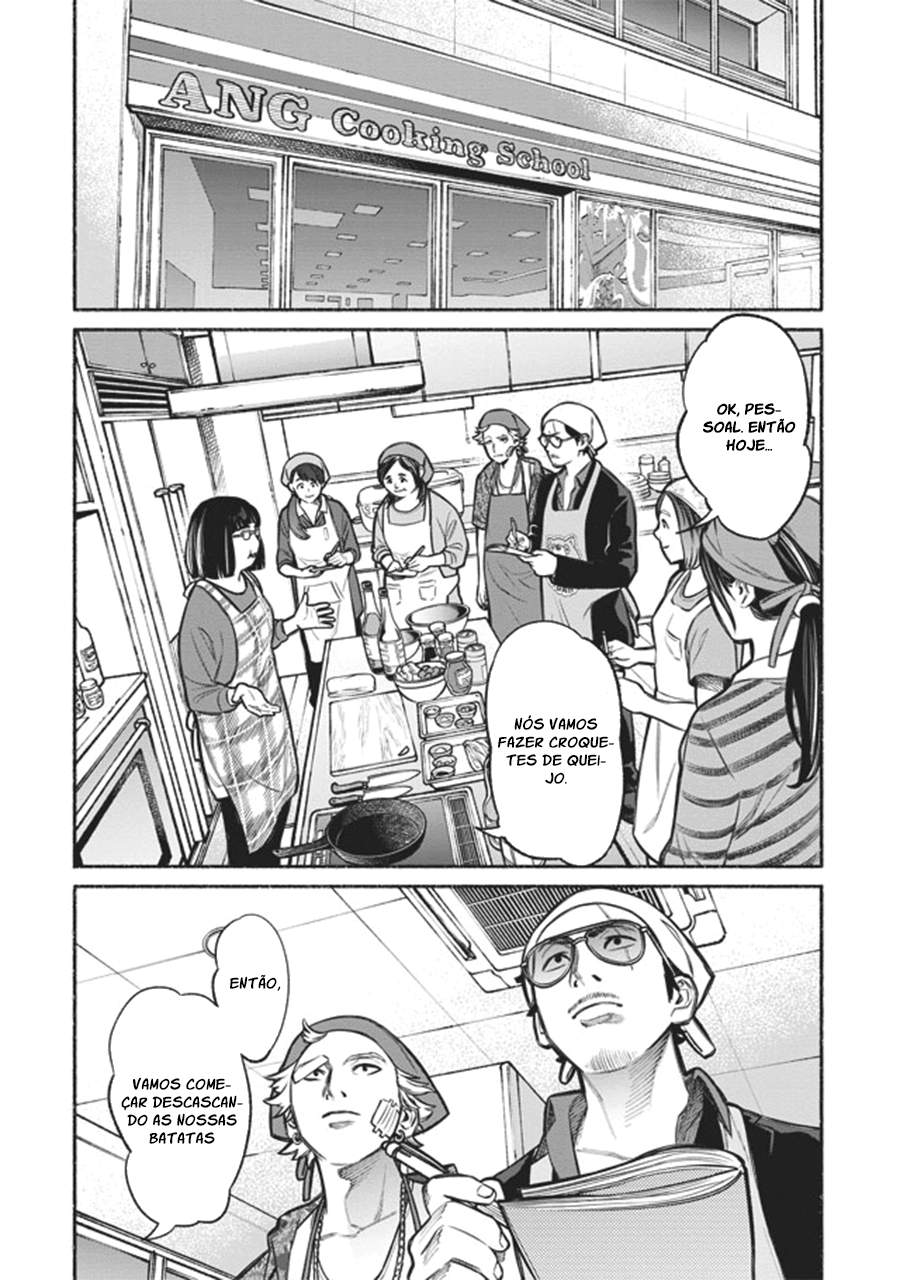 ANG Cooking School
OK, PES-
SOAL. ENTÃO
HOJE...
NÓS VAMOS
FAZER CROQUE-
TES DE QUEI-
JO.
ENTÃO,
VAMOS COME-
ÇAR DESCASCAN-
DO AS NOSSAS
BATATAS